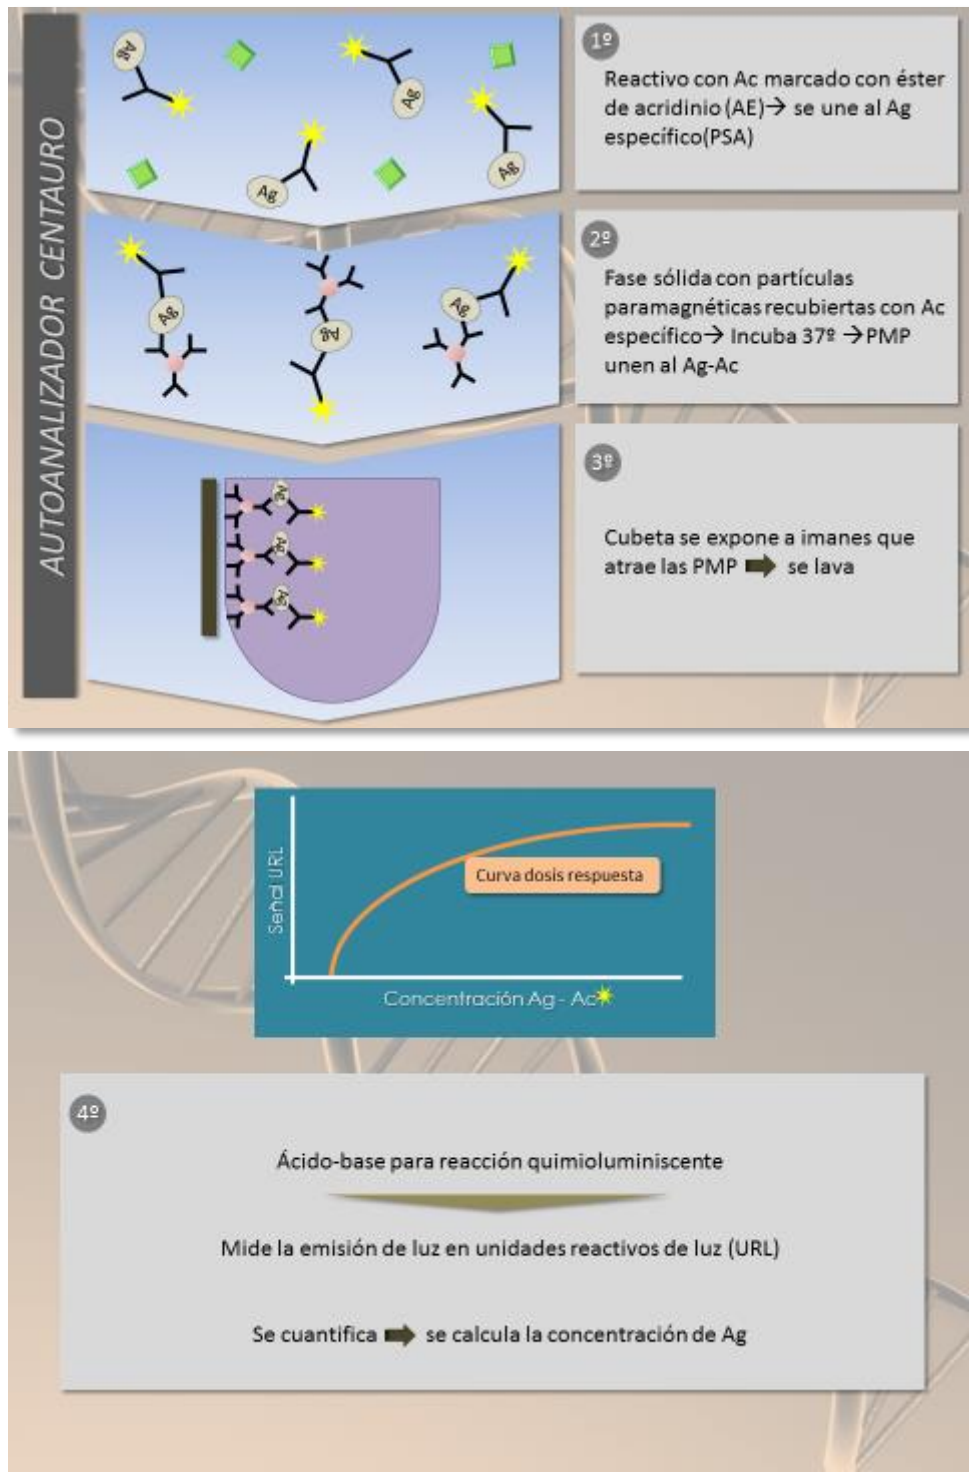 AUTOANALIZADOR CENTAURO
Ag
Ag
Ag
Ag
1º
Reactivo con Ac marcado con éster
de acridinio (AE)→ se une al Ag
específico(PSA)
Ag
Ag
Ag
2º
Fase sólida con partículas
paramagnéticas recubiertas con Ac
específico→ Incuba 37º →PMP
unen al Ag-Ac
Ag
Ag
Ag
3º
Cubeta se expone a imanes que
atrae las PMP ➡ se lava
Señal URL
Curva dosis respuesta
Concentración Ag - Ac
4º
Ácido-base para reacción quimioluminiscente
Mide la emisión de luz en unidades reactivos de luz (URL)
Se cuantifica ➡ se calcula la concentración de Ag